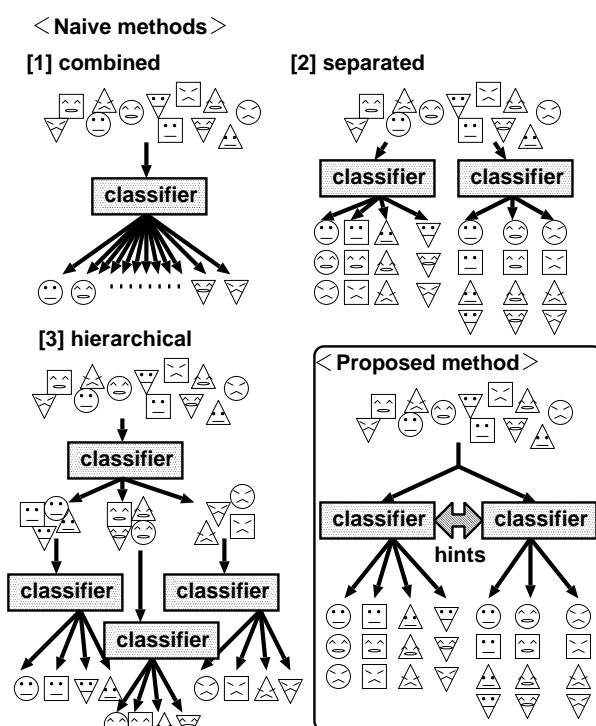 ＜Naive methods＞
[1] combined
[2] separated
classifier
classifier
classifier
[3] hierarchical
classifier
classifier
classifier
classifier
＜Proposed method＞
classifier
classifier
hints